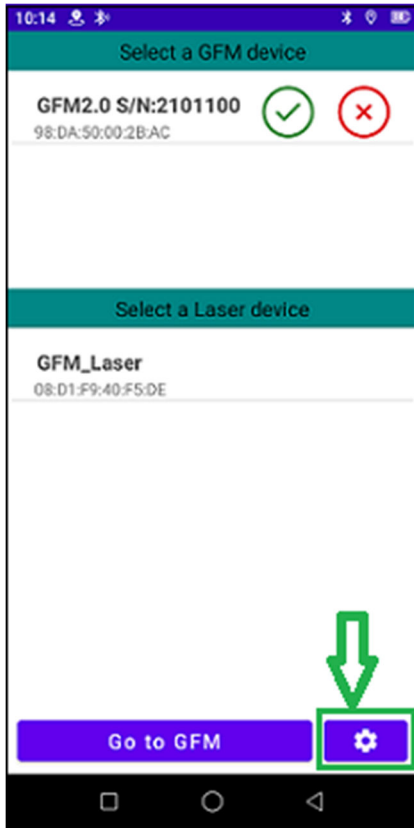 10:14
Select a GFM device
GFM2.0 S/N:2101100
98:DA:50:00:2B:AC
Select a Laser device
GFM_Laser
08:D1:F9:40:F5:DE
Go to GFM